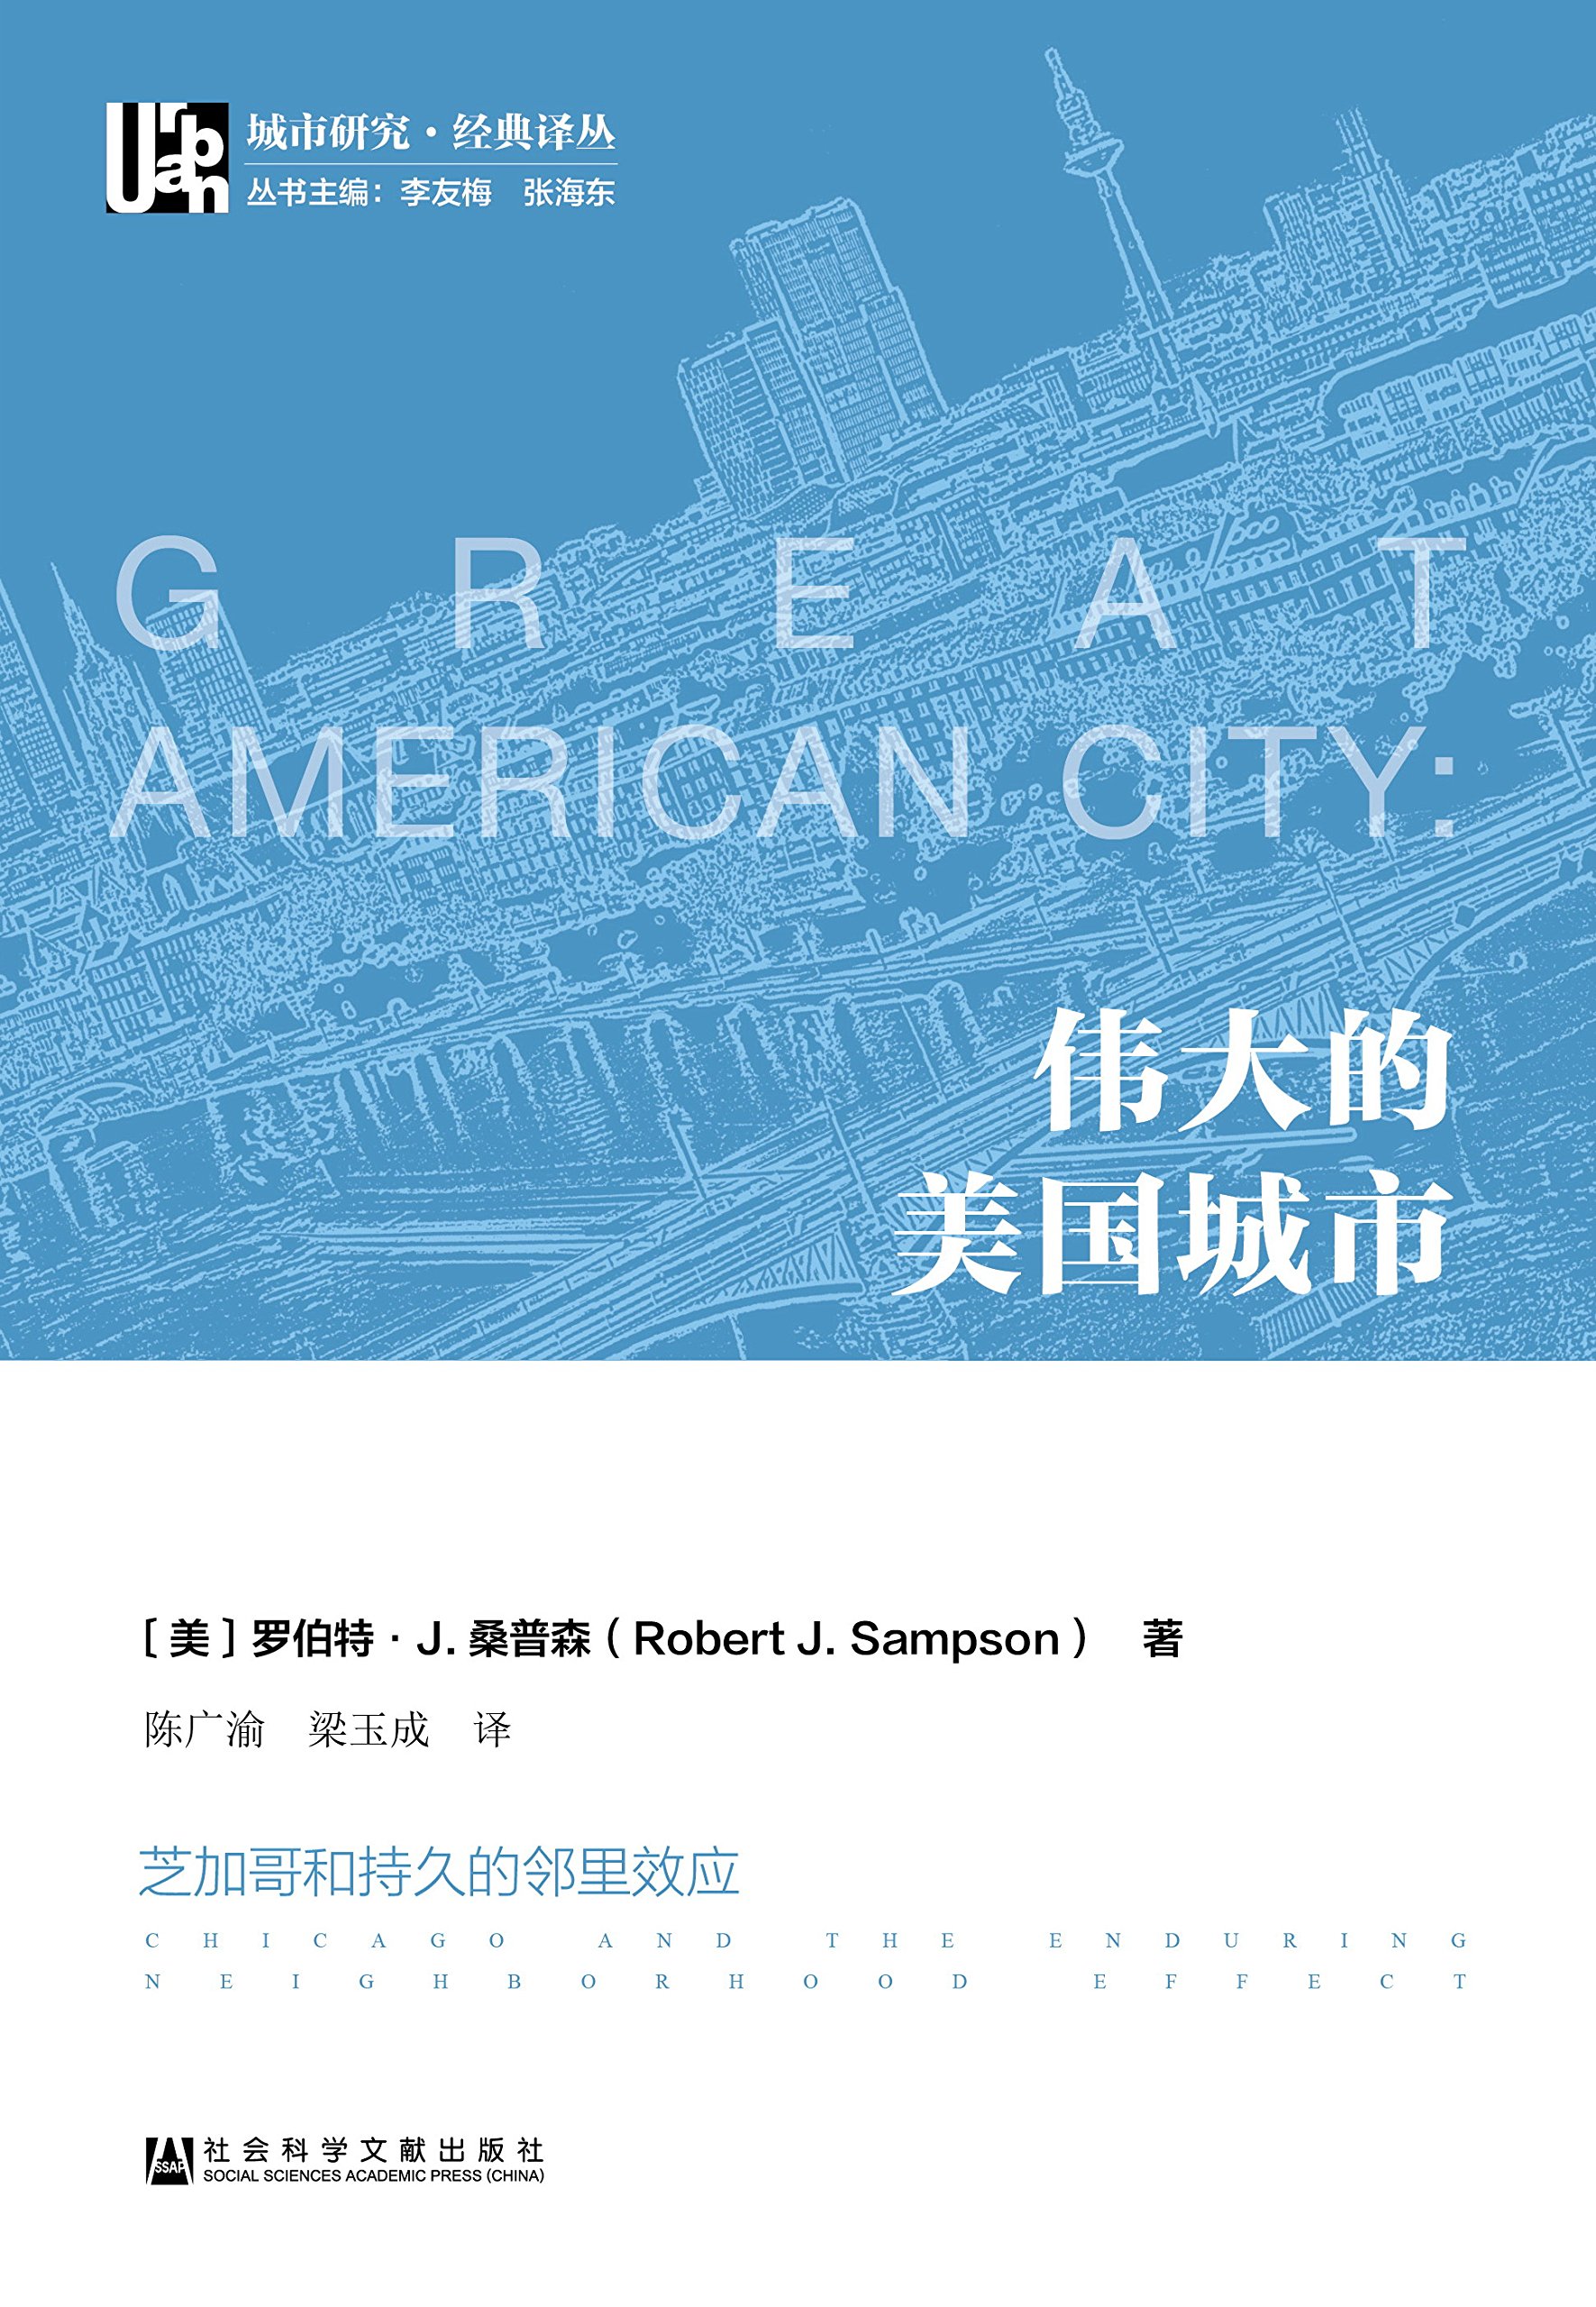 Urban
城市研究·经典译丛
丛书主编：李友梅　张海东
GREAT
AMERICAN CITY:
伟大的
美国城市
［美］罗伯特·J.桑普森（Robert J. Sampson）　著
陈广渝　梁玉成　译
芝加哥和持久的邻里效应
CHICAGO AND THE ENDURING
NEIGHBORHOOD EFFECT
SSAP
社会科学文献出版社
SOCIAL SCIENCES ACADEMIC PRESS (CHINA)